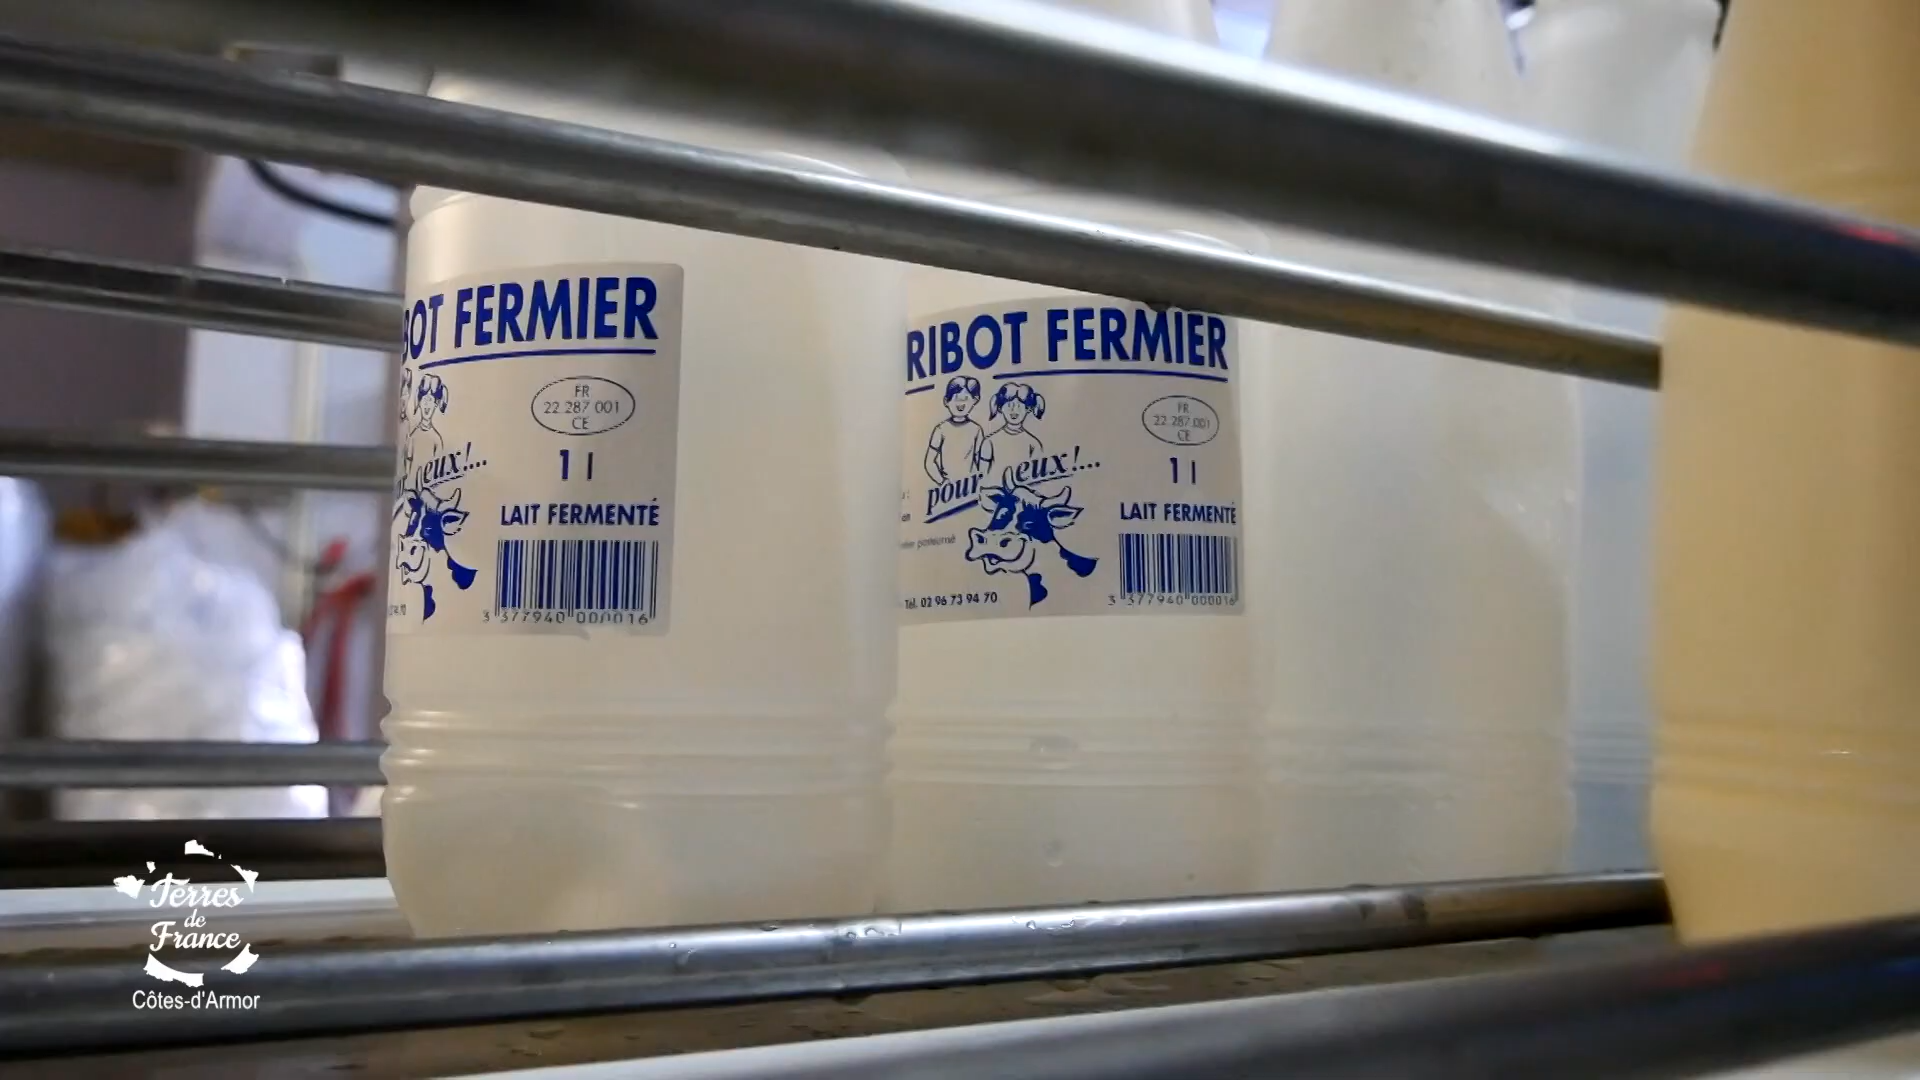 BOT FERMIER
FR
22 287 001
CE
eux!...
1 l
LAIT FERMENTÉ
3 377940 000016
RIBOT FERMIER
FR
22 287 001
CE
pour eux!...
1 l
LAIT FERMENTÉ
Tél. 02 96 73 94 70
3 377940 000016
Terres
de
France
Côtes-d'Armor